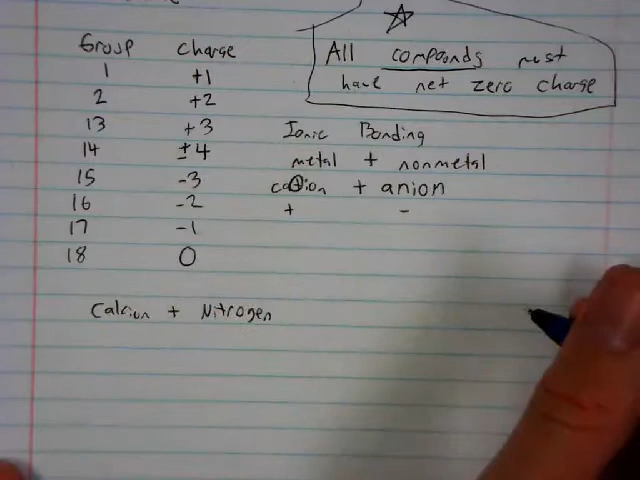 Group Charge
1 +1
2 +2
13 +3
14 ±4
15 -3
16 -2
17 -1
18 0
All compounds must
have net zero charge
Ionic Bonding
metal + nonmetal
cation + anion
+ -
Calcium + Nitrogen